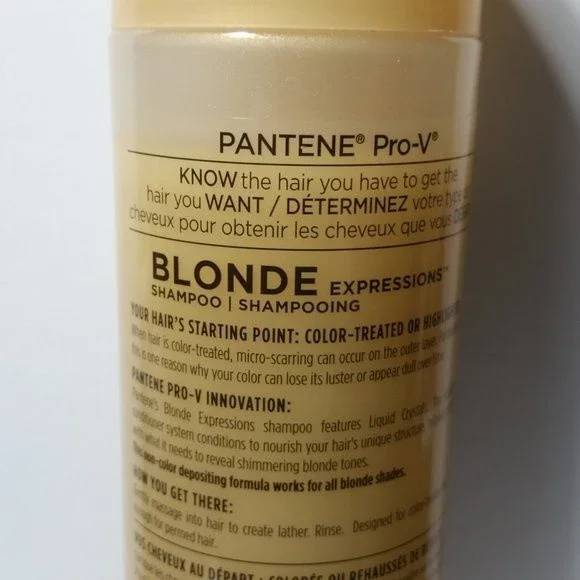 PANTENE® Pro-V®
KNOW the hair you have to get the
hair you WANT / DÉTERMINEZ votre type
cheveux pour obtenir les cheveux que vous
BLONDE EXPRESSIONS™
SHAMPOO | SHAMPOOING
YOUR HAIR'S STARTING POINT: COLOR-TREATED OR
When hair is color-treated, micro-scarring can occur on the outer layer,
this is one reason why your color can lose its luster or appear dull over time
PANTENE PRO-V INNOVATION:
Pantene's Blonde Expressions shampoo features Liquid Crystals.
conditioner system conditions to nourish your hair's unique structure,
with what it needs to reveal shimmering blonde tones.
non-color depositing formula works for all blonde shades.
HOW YOU GET THERE:
massage into hair to create lather. Rinse. Designed for
enough for permed hair.
VOS CHEVEUX AU DÉPART : COLORÉS OU REHAUSSÉS DE